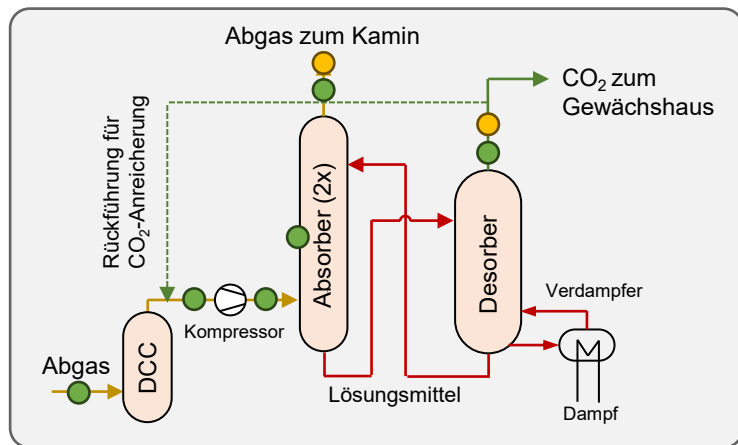 Abgas zum Kamin
CO₂ zum
Gewächshaus
Rückführung für
CO₂-Anreicherung
Absorber (2x)
Desorber
Verdampfer
Kompressor
DCC
Abgas
Lösungsmittel
Dampf